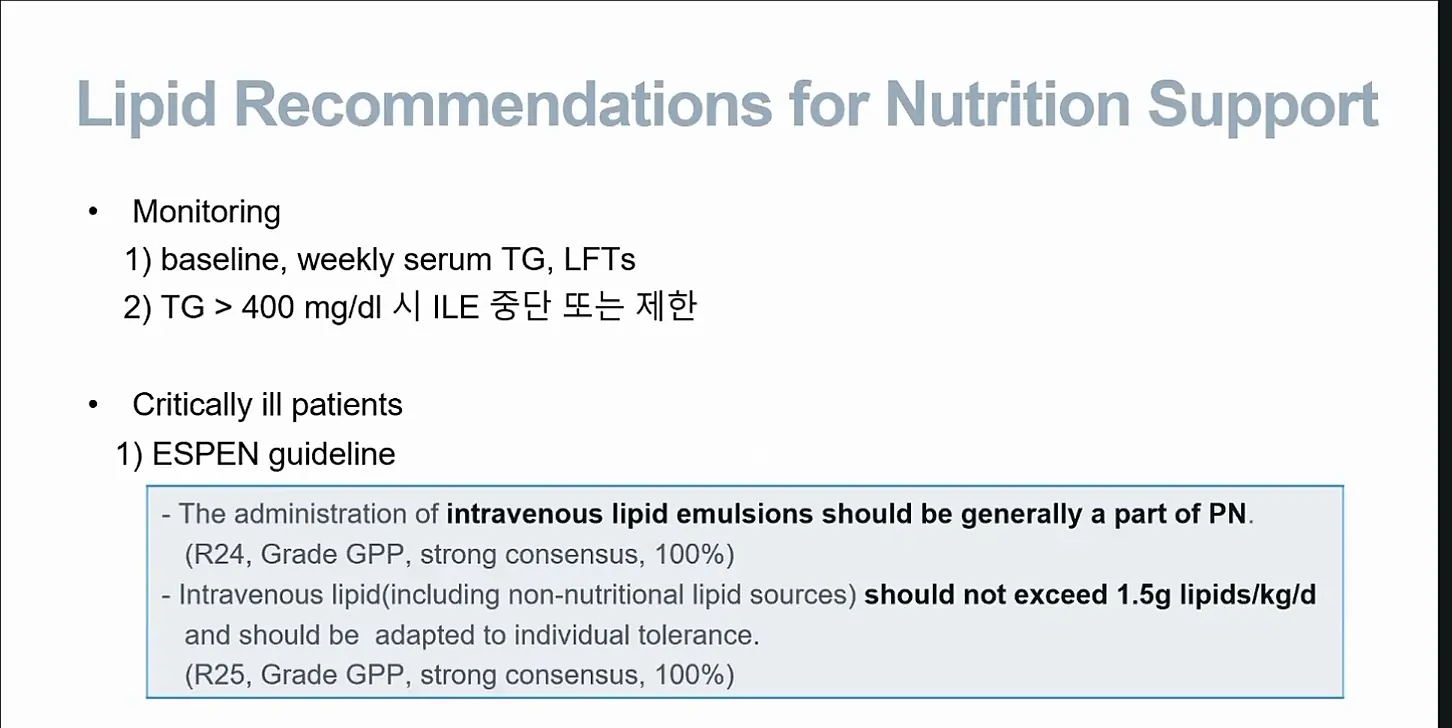 Lipid Recommendations for Nutrition Support
• Monitoring
1) baseline, weekly serum TG, LFTs
2) TG > 400 mg/dl 시 ILE 중단 또는 제한
• Critically ill patients
1) ESPEN guideline
- The administration of intravenous lipid emulsions should be generally a part of PN.
(R24, Grade GPP, strong consensus, 100%)
- Intravenous lipid(including non-nutritional lipid sources) should not exceed 1.5g lipids/kg/d
and should be adapted to individual tolerance.
(R25, Grade GPP, strong consensus, 100%)